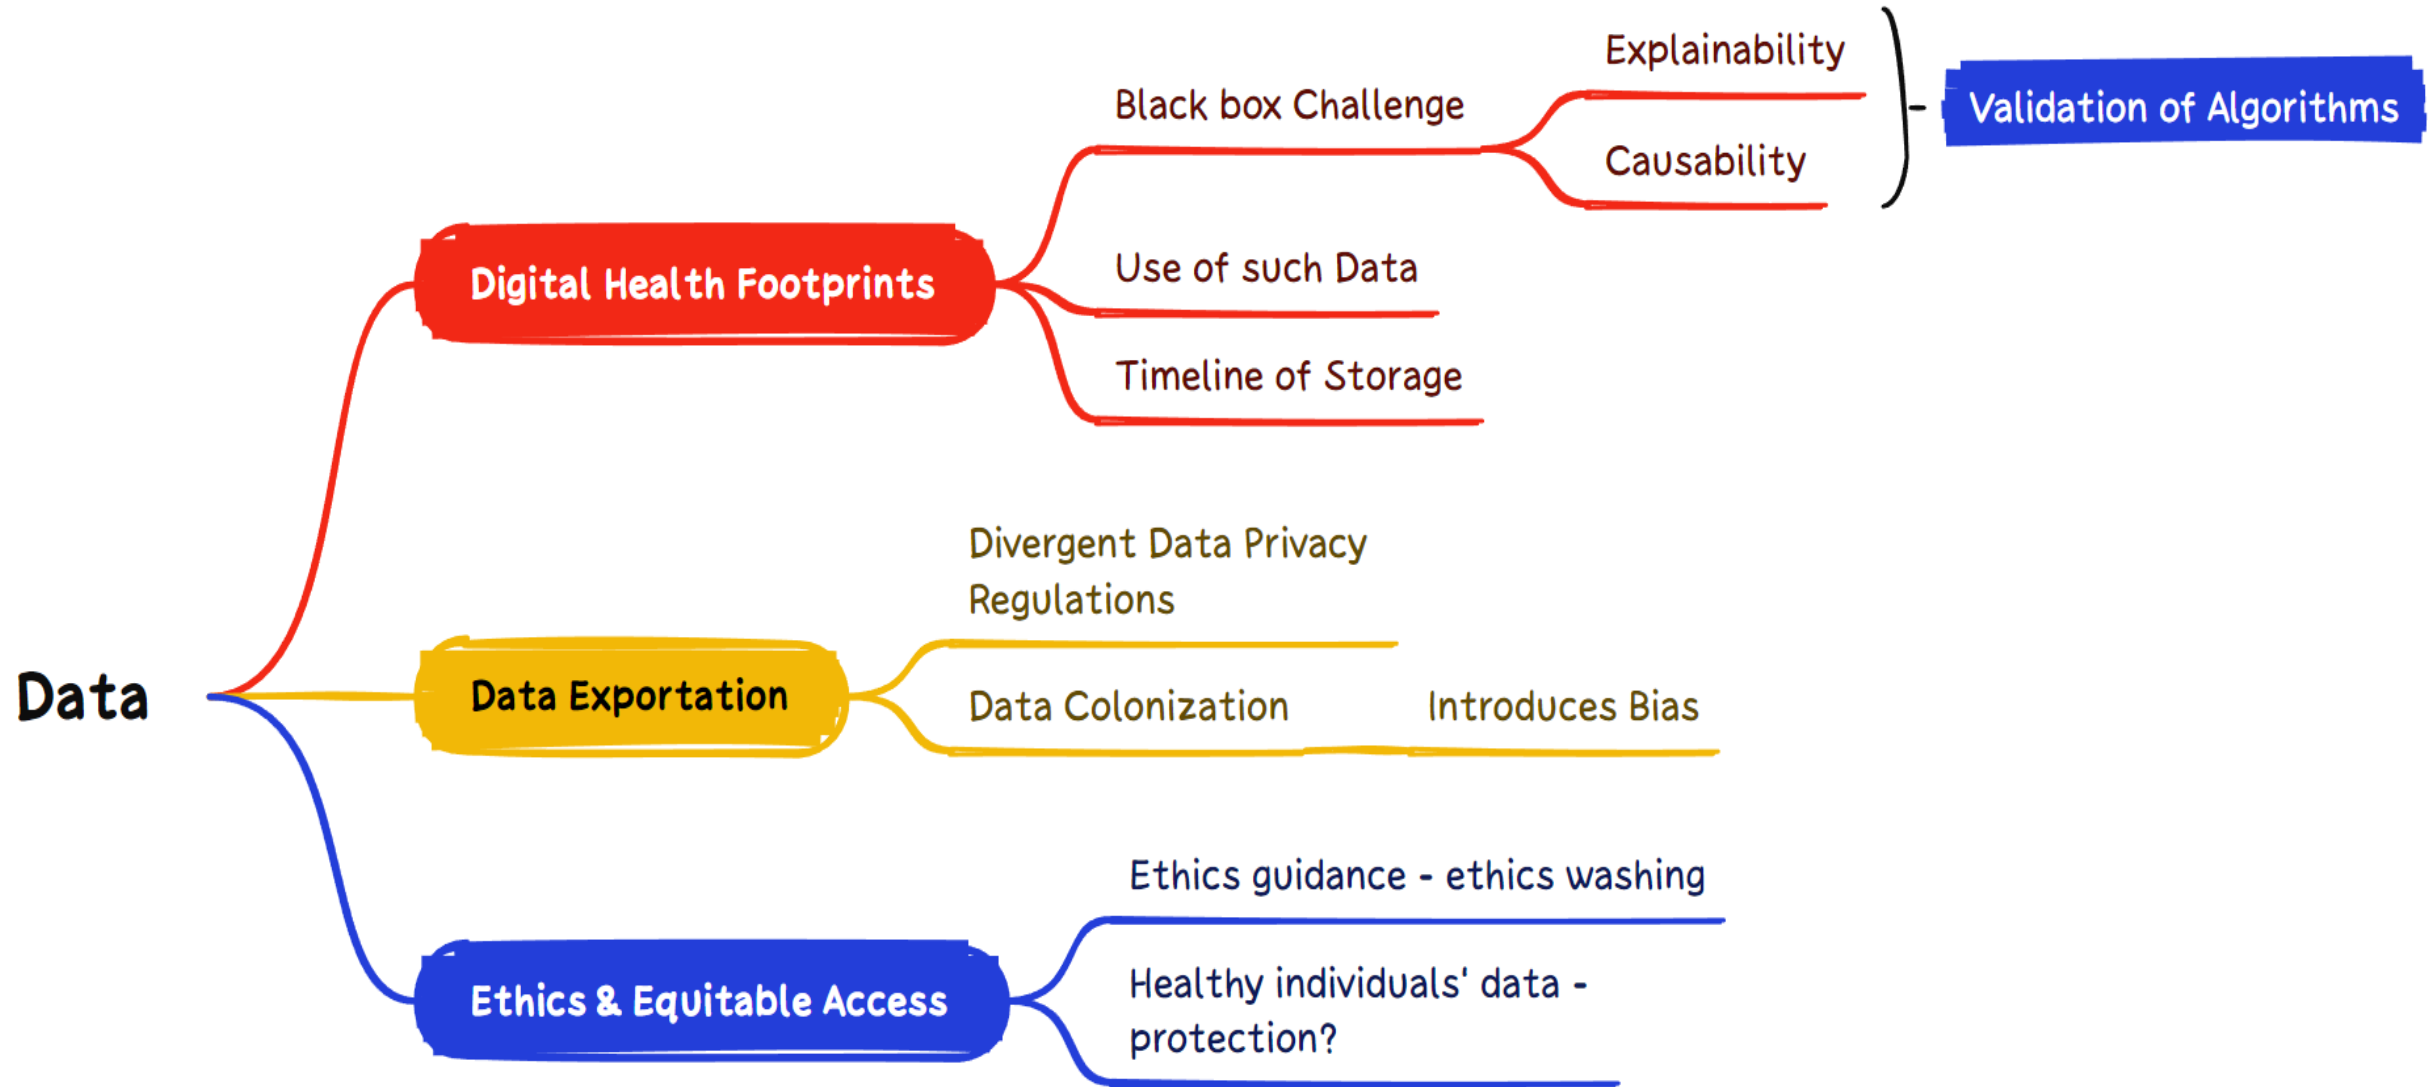 Explainability
Black box Challenge
Validation of Algorithms
Causability
Digital Health Footprints
Use of such Data
Timeline of Storage
Divergent Data Privacy
Regulations
Data
Data Exportation
Data Colonization
Introduces Bias
Ethics guidance - ethics washing
Ethics & Equitable Access
Healthy individuals' data -
protection?